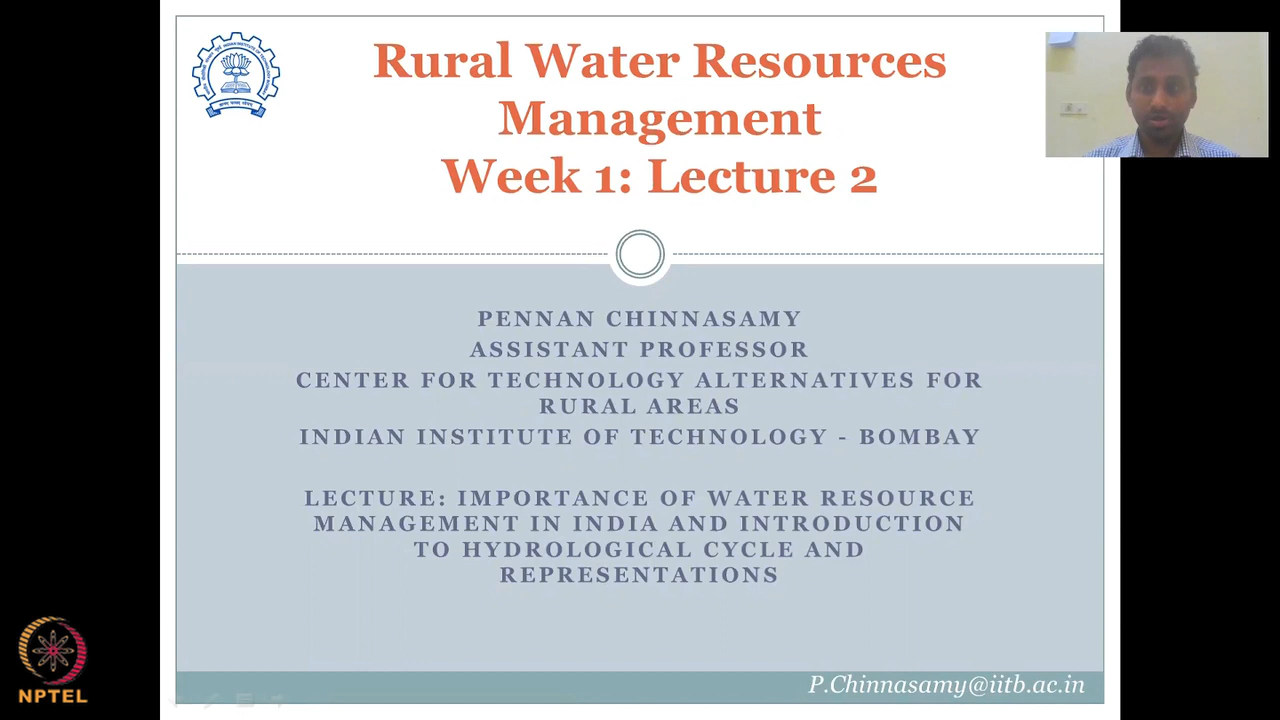 Rural Water Resources
Management
Week 1: Lecture 2
PENNAN CHINNASAMY
ASSISTANT PROFESSOR
CENTER FOR TECHNOLOGY ALTERNATIVES FOR
RURAL AREAS
INDIAN INSTITUTE OF TECHNOLOGY - BOMBAY
LECTURE: IMPORTANCE OF WATER RESOURCE
MANAGEMENT IN INDIA AND INTRODUCTION
TO HYDROLOGICAL CYCLE AND
REPRESENTATIONS
P.Chinnasamy@iitb.ac.in
NPTEL